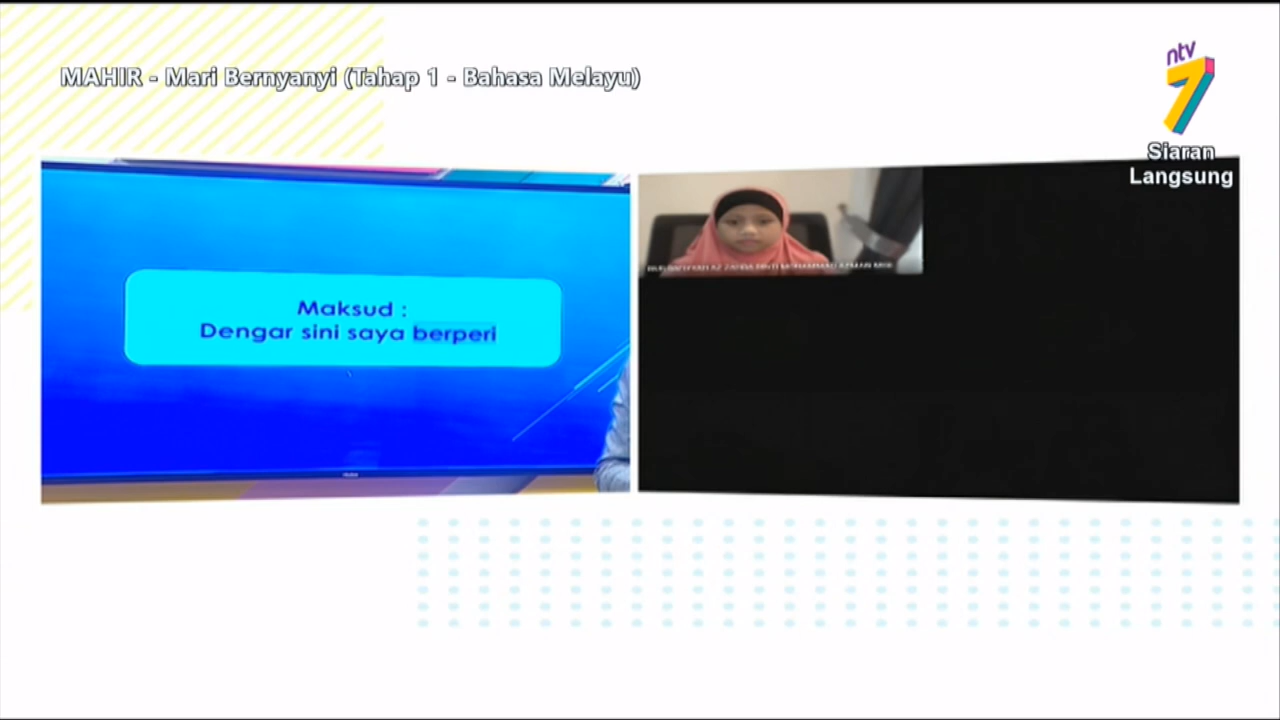 MAHIR - Mari Bernyanyi (Tahap 1 - Bahasa Melayu)
ntv
7
Siaran
Langsung
Maksud :
Dengar sini saya berperi